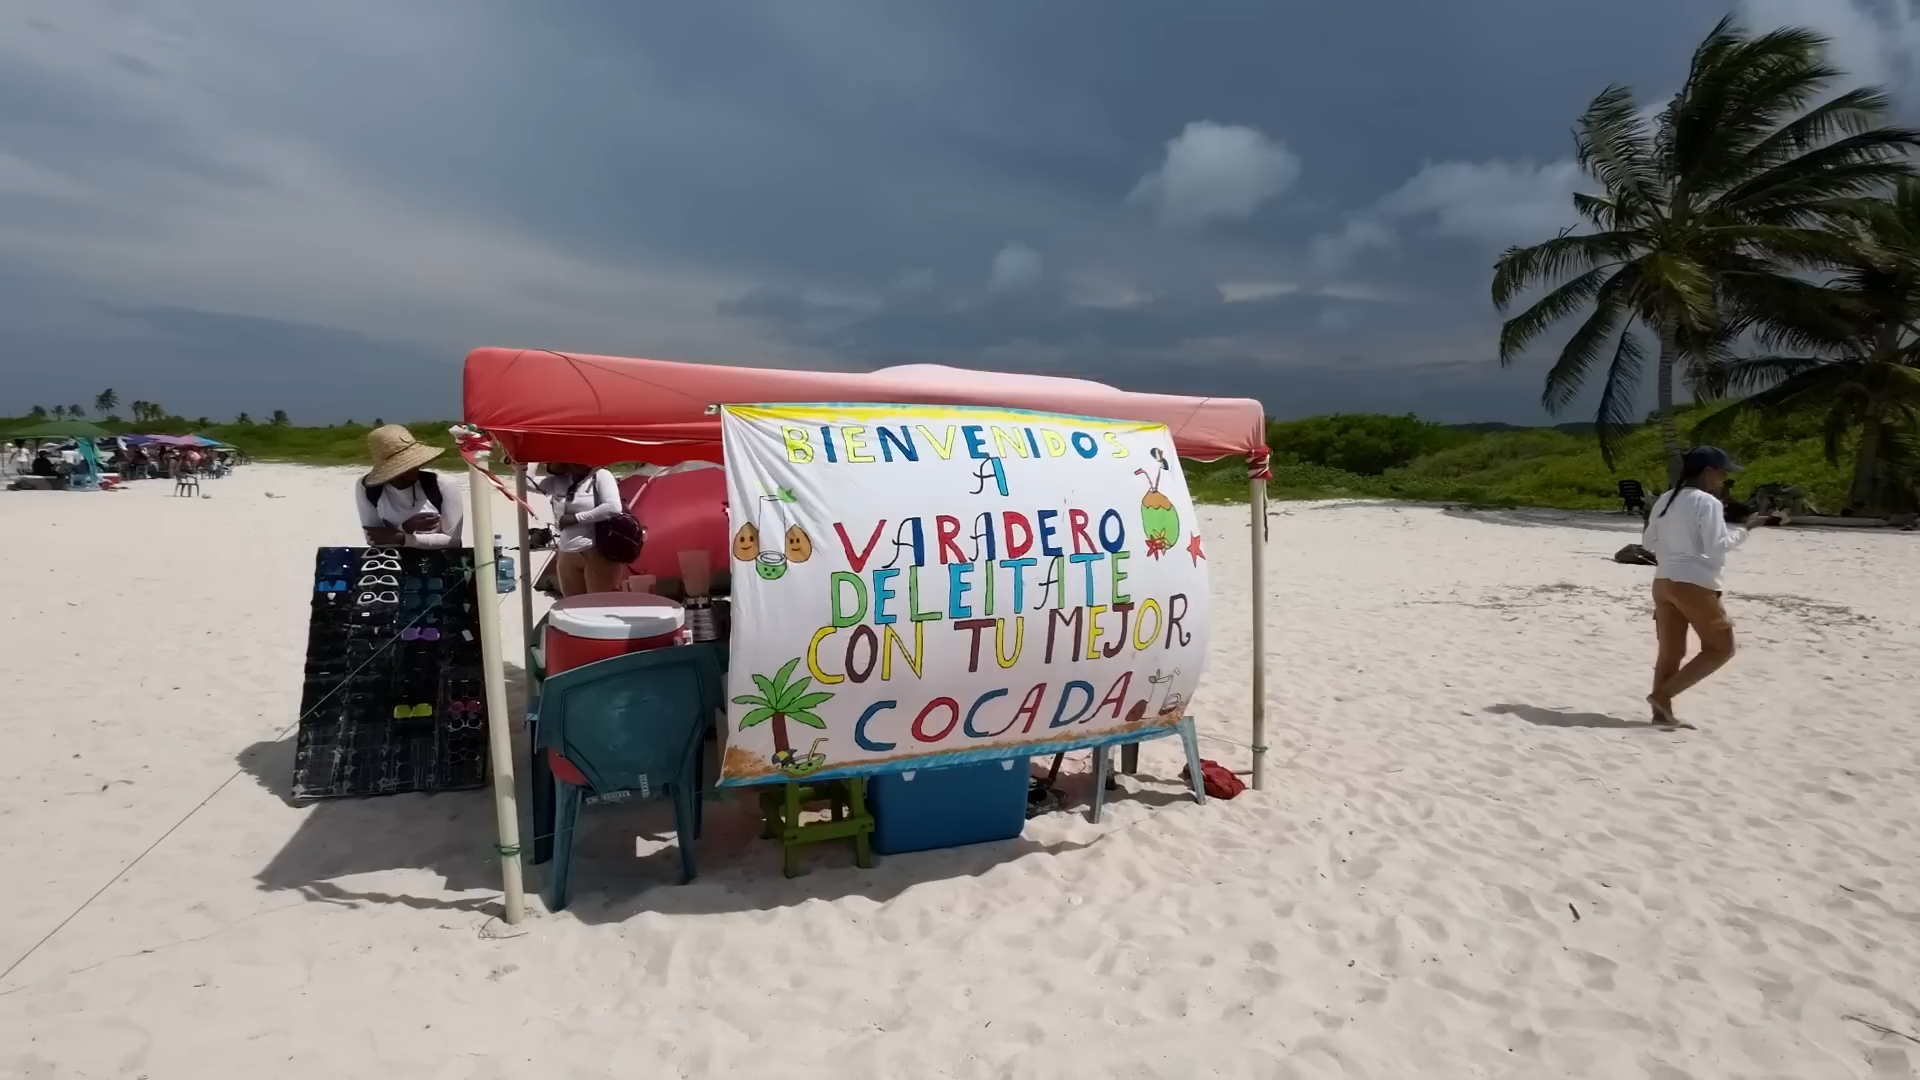 BIENVENIDOS
A
VARADERO
DELEITATE
CON TU MEJOR
COCADA